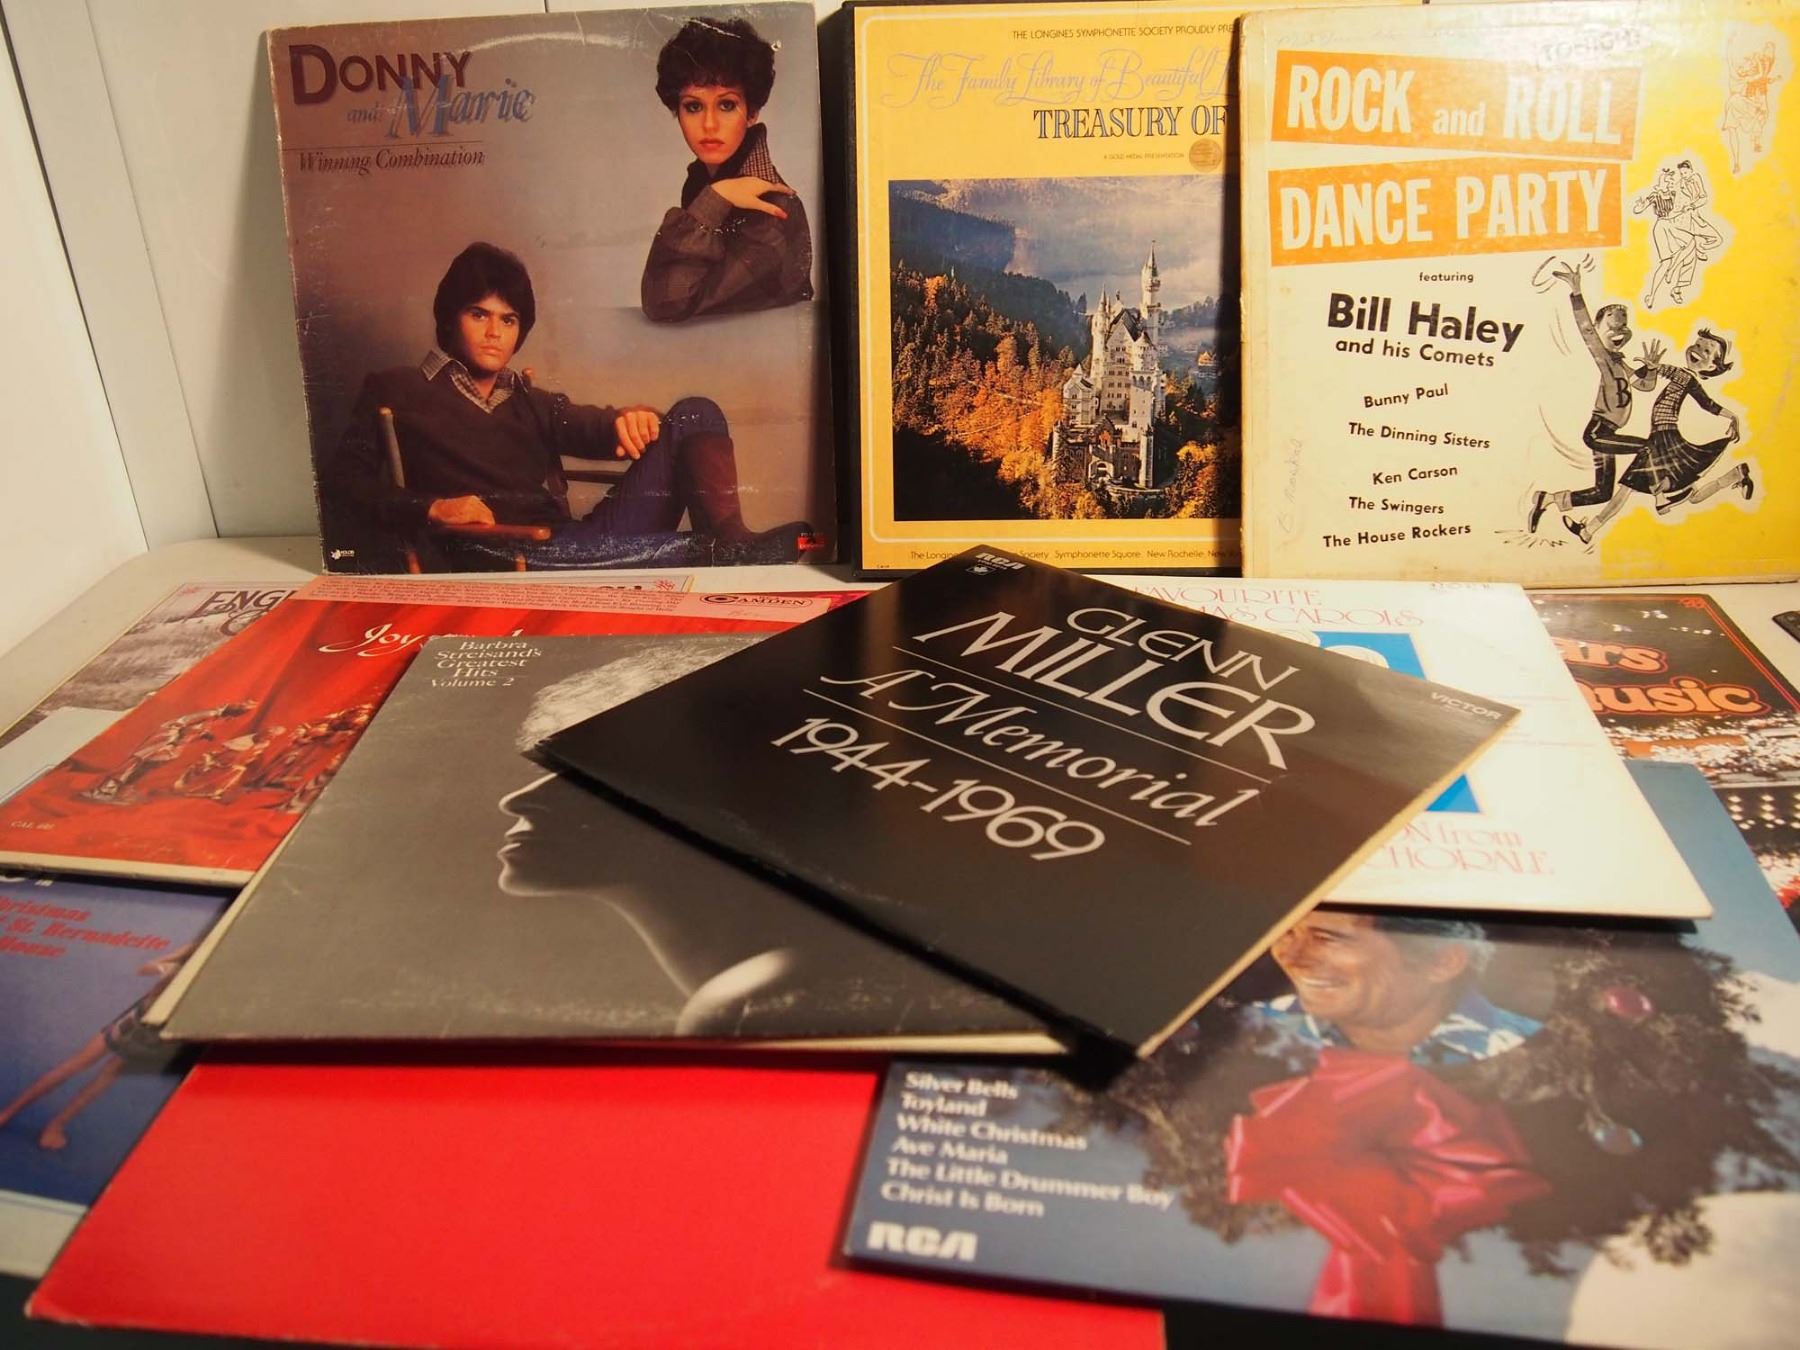 DONNY
and Marie
Winning Combination
THE LONGINES SYMPHONETTE SOCIETY PROUDLY
The Family Library of Beautiful
TREASURY OF
A GOLD MEDAL PRESENTATION
Society Symphonette Square New Rochelle,
TONIGHT
ROCK and ROLL
DANCE PARTY
featuring
Bill Haley
and his Comets
Bunny Paul
The Dinning Sisters
Ken Carson
The Swingers
The House Rockers
B
CAMDEN
Barbra
Streisand's
Greatest
Hits
Volume 2
RCA
GLENN
MILLER
A Memorial
1944-1969
VICTOR
FAVOURITE
CAROLS
from
CHORALE
St. Bernadette
House
Silver Bells
Toyland
White Christmas
Ave Maria
The Little Drummer Boy
Christ Is Born
RCA